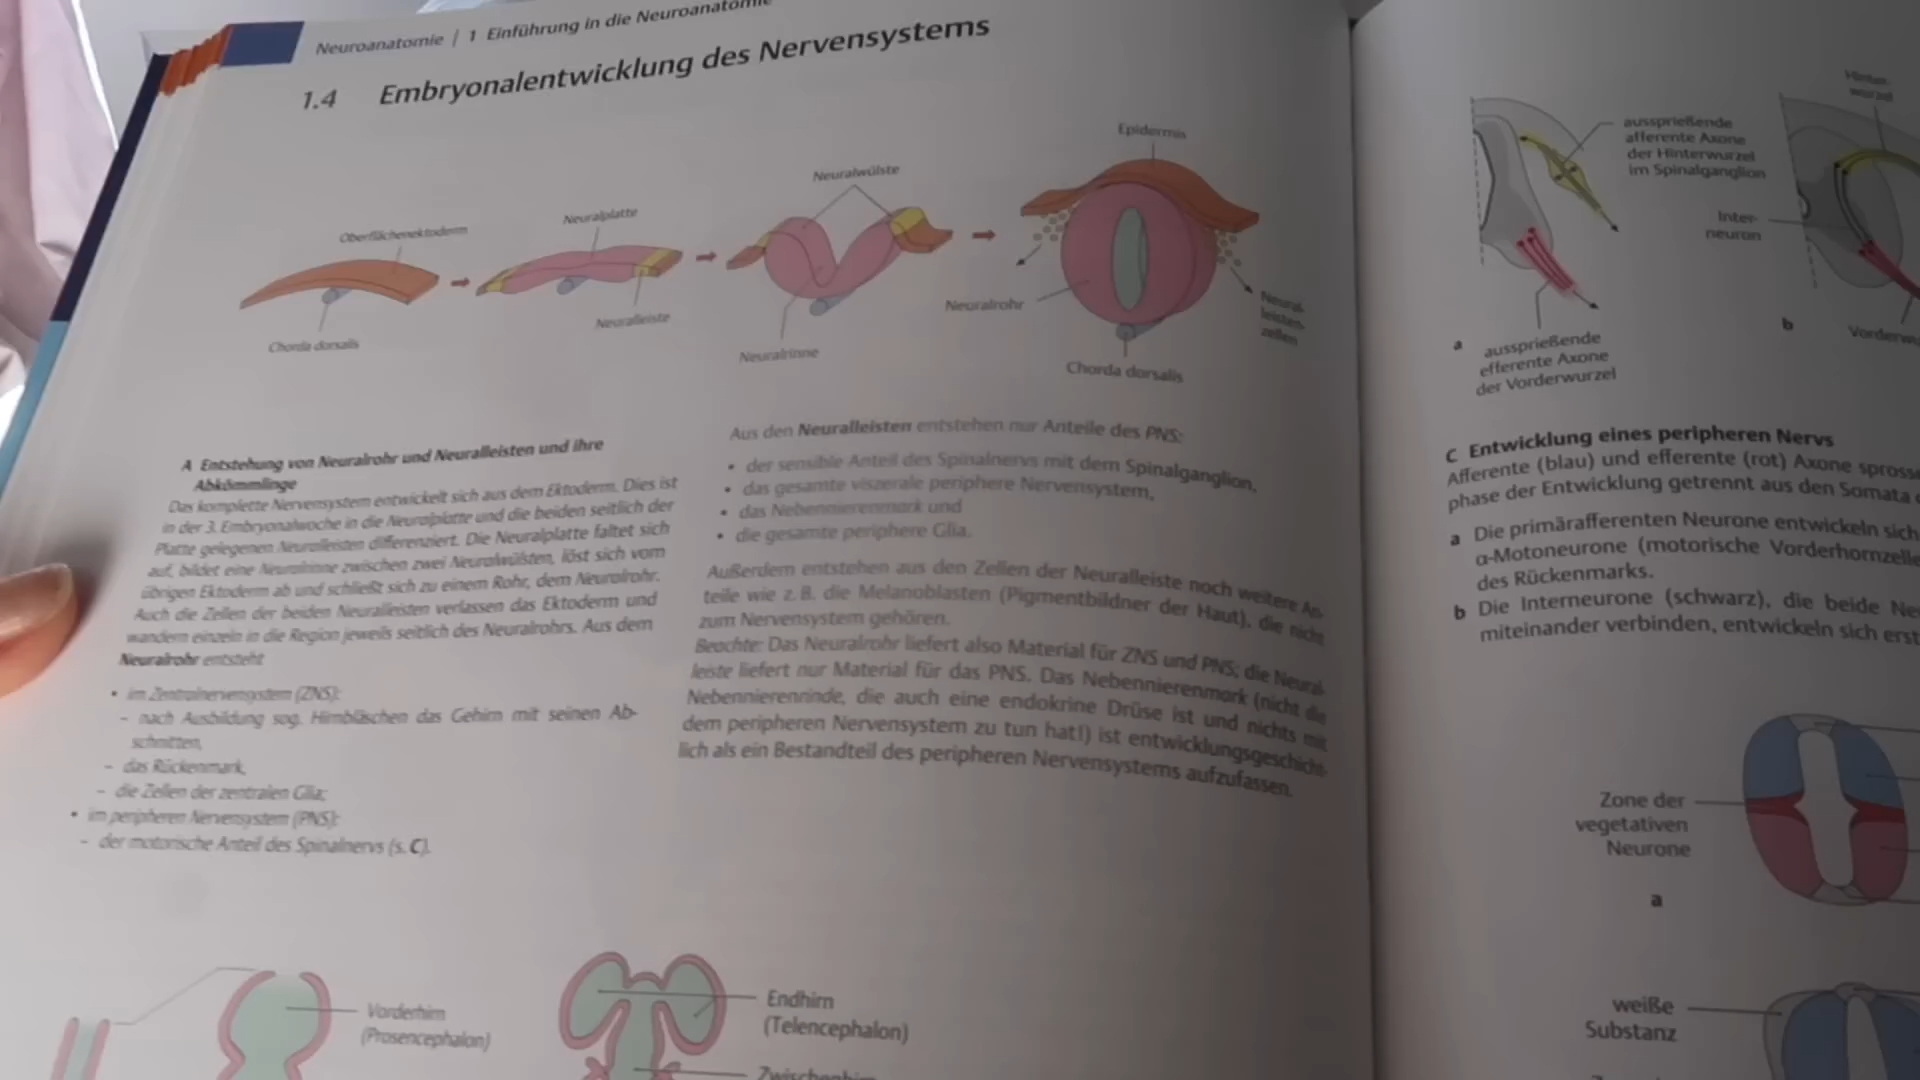 Neuroanatomie | 1 Einführung in die Neuroanatomie
1.4 Embryonalentwicklung des Nervensystems
Oberflächenektoderm
Chorda dorsalis
Neuralplatte
Neuralleiste
Neuralwülste
Neuralrinne
Epidermis
Neuralrohr
Neural-
leisten-
zellen
Chorda dorsalis
A Entstehung von Neuralrohr und Neuralleisten und ihre
Abkömmlinge
Das komplette Nervensystem entwickelt sich aus dem Ektoderm. Dies ist
in der 3. Embryonalwoche in die Neuralplatte und die beiden seitlich der
Platte gelegenen Neuralleisten differenziert. Die Neuralplatte faltet sich
auf, bildet eine Neuralrinne zwischen zwei Neuralwülsten, löst sich vom
übrigen Ektoderm ab und schließt sich zu einem Rohr, dem Neuralrohr.
Auch die Zellen der beiden Neuralleisten verlassen das Ektoderm und
wandern einzeln in die Region jeweils seitlich des Neuralrohrs. Aus dem
Neuralrohr entsteht
• im Zentralnervensystem (ZNS):
– nach Ausbildung sog. Hirnbläschen das Gehirn mit seinen Ab-
schnitten,
– das Rückenmark,
– die Zellen der zentralen Glia;
• im peripheren Nervensystem (PNS):
– der motorische Anteil des Spinalnervs (s. C).
Aus den Neuralleisten entstehen nur Anteile des PNS:
• der sensible Anteil des Spinalnervs mit dem Spinalganglion,
• das gesamte viszerale periphere Nervensystem,
• das Nebennierenmark und
• die gesamte periphere Glia.
Außerdem entstehen aus den Zellen der Neuralleiste noch weitere An-
teile wie z. B. die Melanoblasten (Pigmentbildner der Haut), die nicht
zum Nervensystem gehören.
Beachte: Das Neuralrohr liefert also Material für ZNS und PNS; die Neural-
leiste liefert nur Material für das PNS. Das Nebennierenmark (nicht die
Nebennierenrinde, die auch eine endokrine Drüse ist und nichts mit
dem peripheren Nervensystem zu tun hat!) ist entwicklungsgeschicht-
lich als ein Bestandteil des peripheren Nervensystems aufzufassen.
Vorderhirn
(Prosencephalon)
Endhirn
(Telencephalon)
Zwischenhirn
aussprießende
afferente Axone
der Hinterwurzel
im Spinalganglion
a
aussprießende
efferente Axone
der Vorderwurzel
Hinter-
wurzel
Inter-
neuron
b
Vorderwu
C Entwicklung eines peripheren Nervs
Afferente (blau) und efferente (rot) Axone sprosse
phase der Entwicklung getrennt aus den Somata
a Die primärafferenten Neurone entwickeln sich
α-Motoneurone (motorische Vorderhornzelle
des Rückenmarks.
b Die Interneurone (schwarz), die beide Ne
miteinander verbinden, entwickeln sich erst
Zone der
vegetativen
Neurone
a
weiße
Substanz